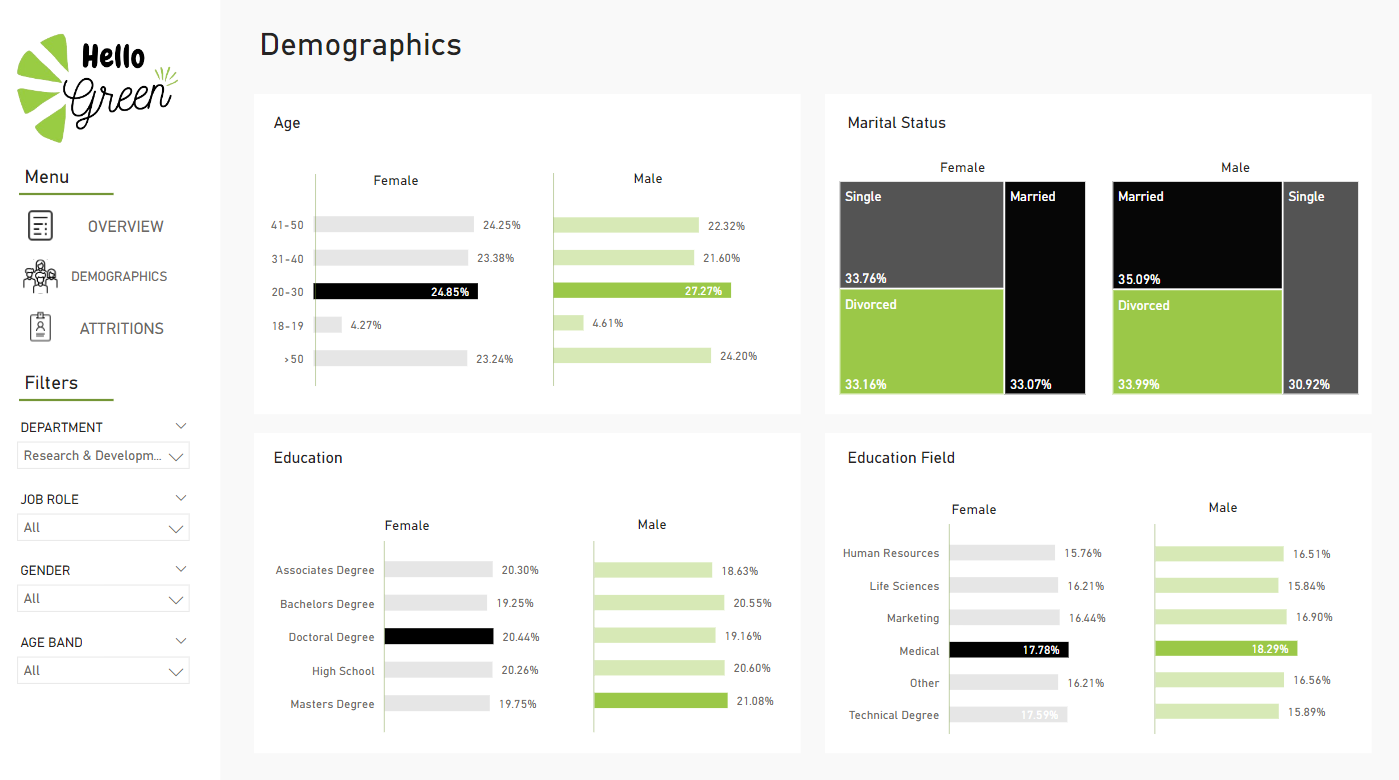 Hello
Green
Menu
OVERVIEW
DEMOGRAPHICS
ATTRITIONS
Filters
DEPARTMENT
Research & Developm...
JOB ROLE
All
GENDER
All
AGE BAND
All
Demographics
Age
Female Male
41-50 24.25% 22.32%
31-40 23.38% 21.60%
20-30 24.85% 27.27%
18-19 4.27% 4.61%
>50 23.24% 24.20%
Marital Status
Female Male
Single Married Married Single
33.76% 35.09%
Divorced Divorced
33.16% 33.07% 33.99% 30.92%
Education
Female Male
Associates Degree 20.30% 18.63%
Bachelors Degree 19.25% 20.55%
Doctoral Degree 20.44% 19.16%
High School 20.26% 20.60%
Masters Degree 19.75% 21.08%
Education Field
Female Male
Human Resources 15.76% 16.51%
Life Sciences 16.21% 15.84%
Marketing 16.44% 16.90%
Medical 17.78% 18.29%
Other 16.21% 16.56%
Technical Degree 17.59% 15.89%